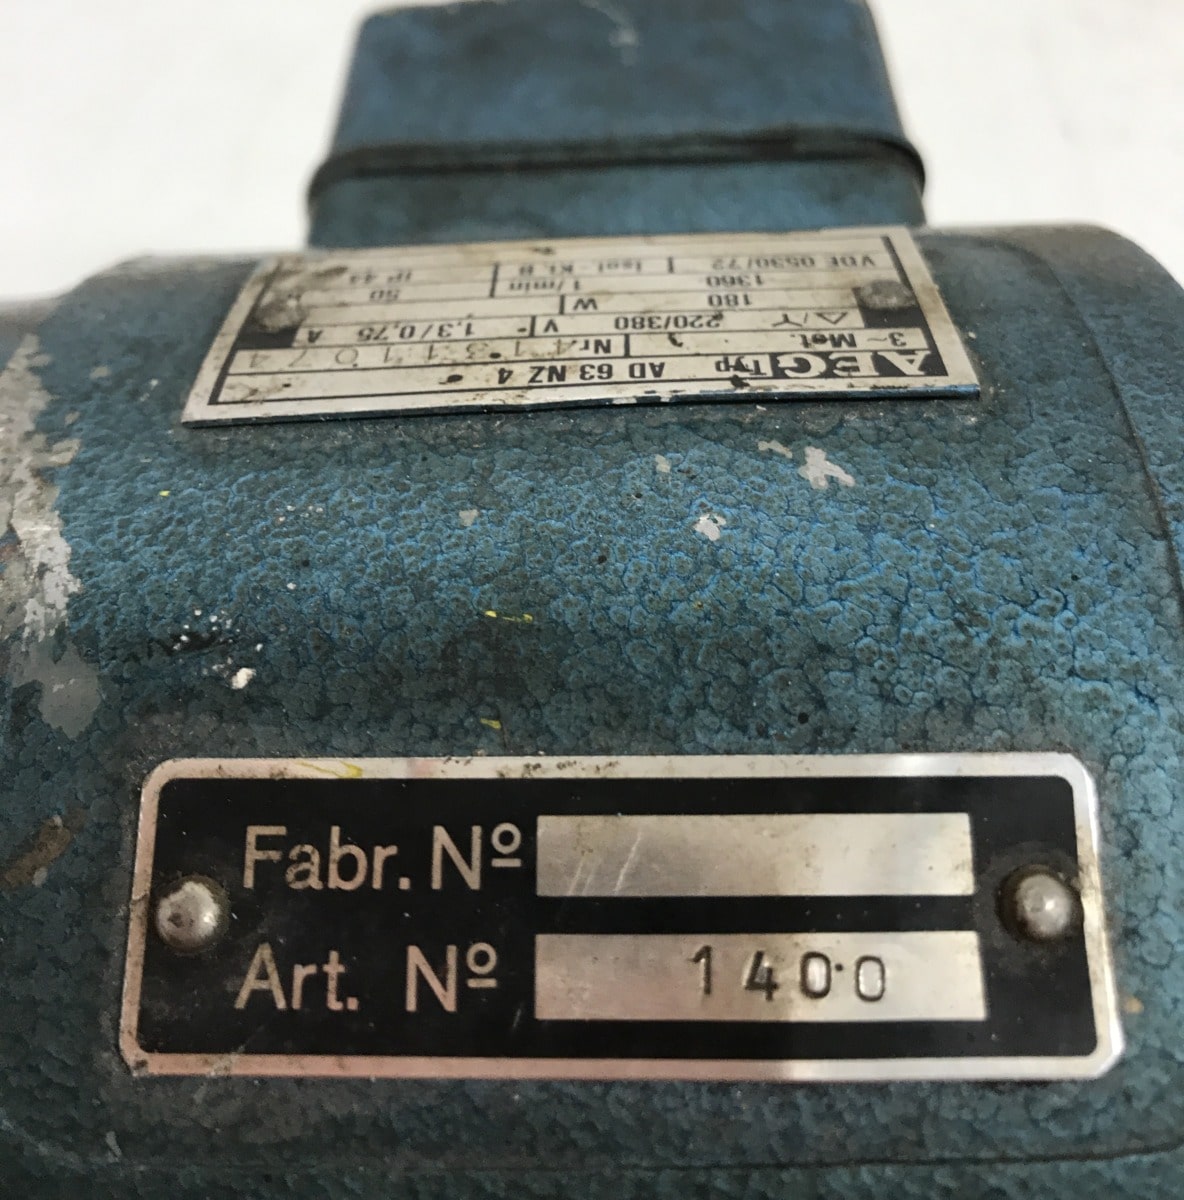 AEG Typ AD 63 NZ 4
3~ Mot. Nr. 41311074
△/Y 220/380 V 1,3/0,75 A
180 W
1360 1/min 50
VDE 0530/72 Isol.-Kl. B IP 44
Fabr. Nº
Art. Nº 1400